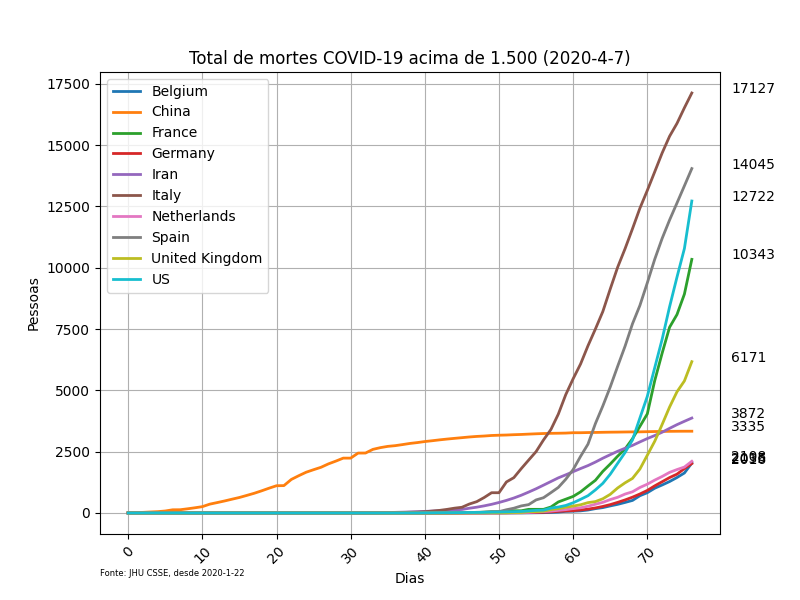 Total de mortes COVID-19 acima de 1.500 (2020-4-7)
17500
15000
12500
10000
7500
5000
2500
0
Pessoas
Belgium
China
France
Germany
Iran
Italy
Netherlands
Spain
United Kingdom
US
17127
14045
12722
10343
6171
3872
3335
0
10
20
30
40
50
60
70
Dias
Fonte: JHU CSSE, desde 2020-1-22